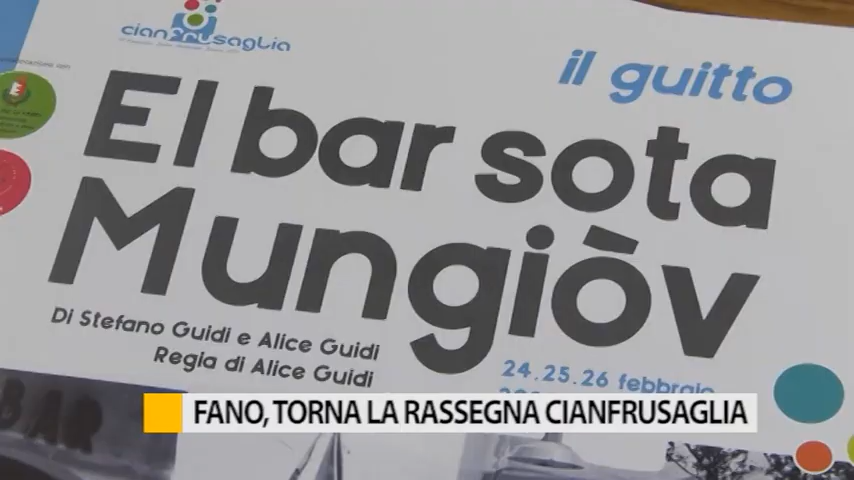 cianfrusaglia
il guitto
El bar sota
Mungiòv
Di Stefano Guidi e Alice Guidi
Regia di Alice Guidi
24.25.26 febbraio
BAR
FANO, TORNA LA RASSEGNA CIANFRUSAGLIA